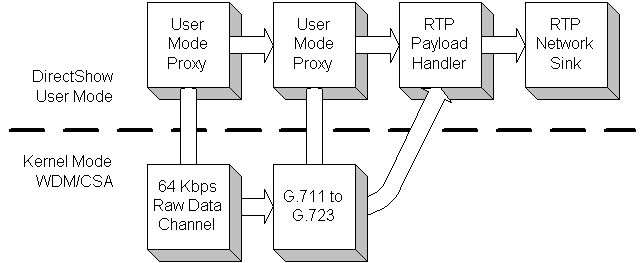 User
Mode
Proxy
User
Mode
Proxy
RTP
Payload
Handler
RTP
Network
Sink
DirectShow
User Mode
Kernel Mode
WDM/CSA
64 Kbps
Raw Data
Channel
G.711 to
G.723